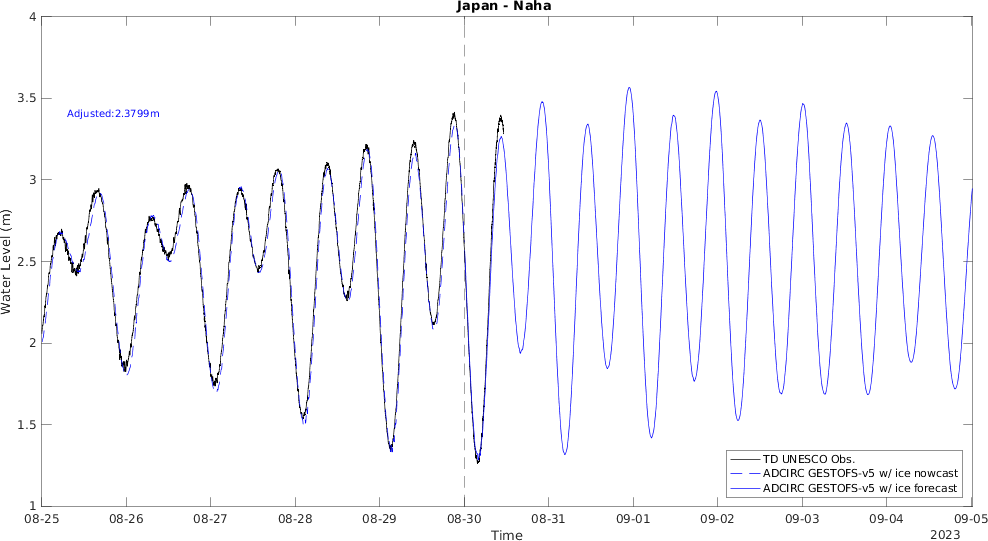 Japan - Naha
4
3.5
3
2.5
2
1.5
1
Water Level (m)
Adjusted:2.3799m
TD UNESCO Obs.
ADCIRC GESTOFS-v5 w/ ice nowcast
ADCIRC GESTOFS-v5 w/ ice forecast
08-25 08-26 08-27 08-28 08-29 08-30 08-31 09-01 09-02 09-03 09-04 09-05
Time
2023